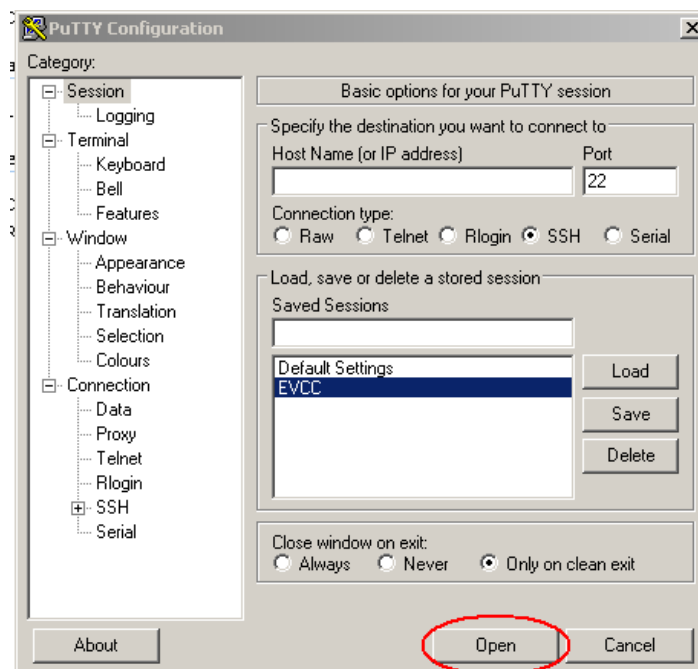 PuTTY Configuration
Category:
Session
Logging
Terminal
Keyboard
Bell
Features
Window
Appearance
Behaviour
Translation
Selection
Colours
Connection
Data
Proxy
Telnet
Rlogin
SSH
Serial
Basic options for your PuTTY session
Specify the destination you want to connect to
Host Name (or IP address) Port
22
Connection type:
Raw Telnet Rlogin SSH Serial
Load, save or delete a stored session
Saved Sessions
Default Settings
EVCC
Load
Save
Delete
Close window on exit:
Always Never Only on clean exit
About Open Cancel